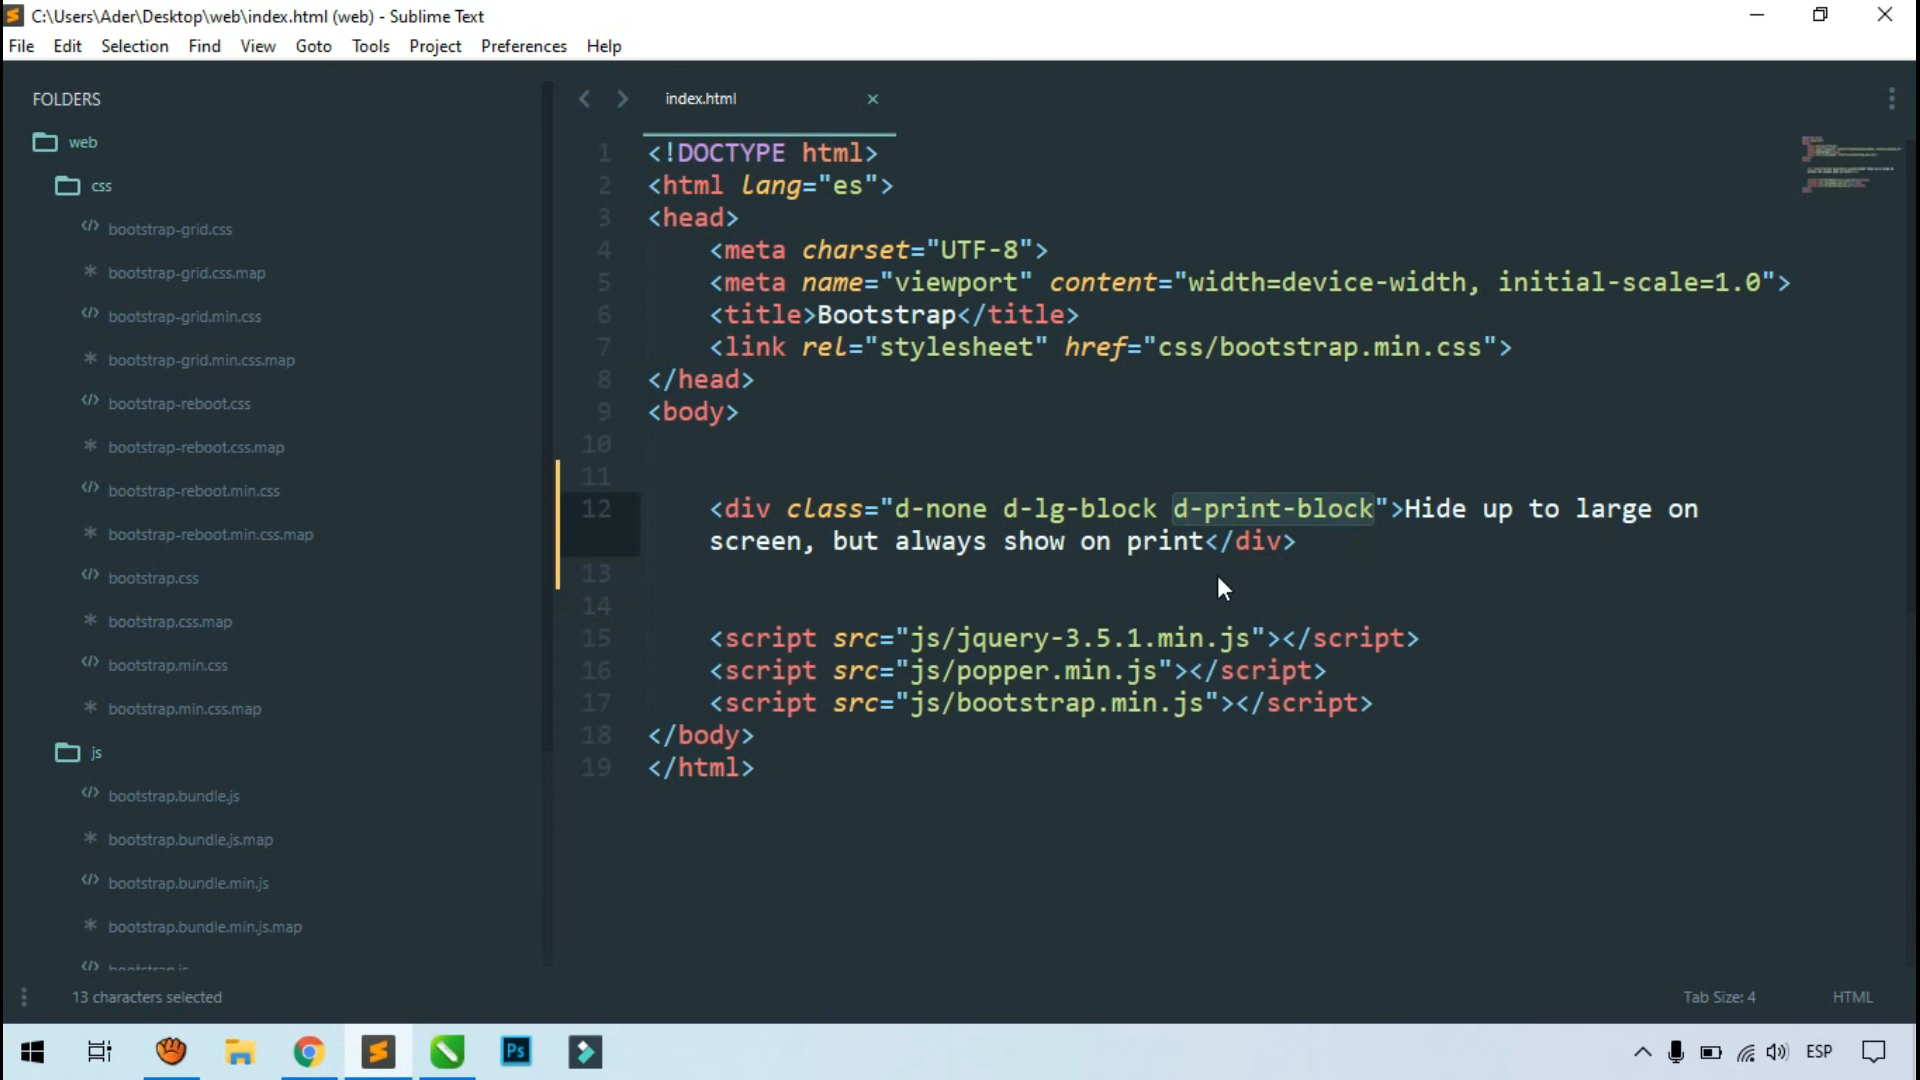 C:\Users\Ader\Desktop\web\index.html (web) - Sublime Text
File Edit Selection Find View Goto Tools Project Preferences Help
FOLDERS
web
css
bootstrap-grid.css
bootstrap-grid.css.map
bootstrap-grid.min.css
bootstrap-grid.min.css.map
bootstrap-reboot.css
bootstrap-reboot.css.map
bootstrap-reboot.min.css
bootstrap-reboot.min.css.map
bootstrap.css
bootstrap.css.map
bootstrap.min.css
bootstrap.min.css.map
js
bootstrap.bundle.js
bootstrap.bundle.js.map
bootstrap.bundle.min.js
bootstrap.bundle.min.js.map
bootstrap.js
index.html
1 <!DOCTYPE html>
2 <html lang="es">
3 <head>
4 <meta charset="UTF-8">
5 <meta name="viewport" content="width=device-width, initial-scale=1.0">
6 <title>Bootstrap</title>
7 <link rel="stylesheet" href="css/bootstrap.min.css">
8 </head>
9 <body>
10
11
12 <div class="d-none d-lg-block d-print-block">Hide up to large on
screen, but always show on print</div>
13
14
15 <script src="js/jquery-3.5.1.min.js"></script>
16 <script src="js/popper.min.js"></script>
17 <script src="js/bootstrap.min.js"></script>
18 </body>
19 </html>
13 characters selected
Tab Size: 4 HTML
Ps
ESP